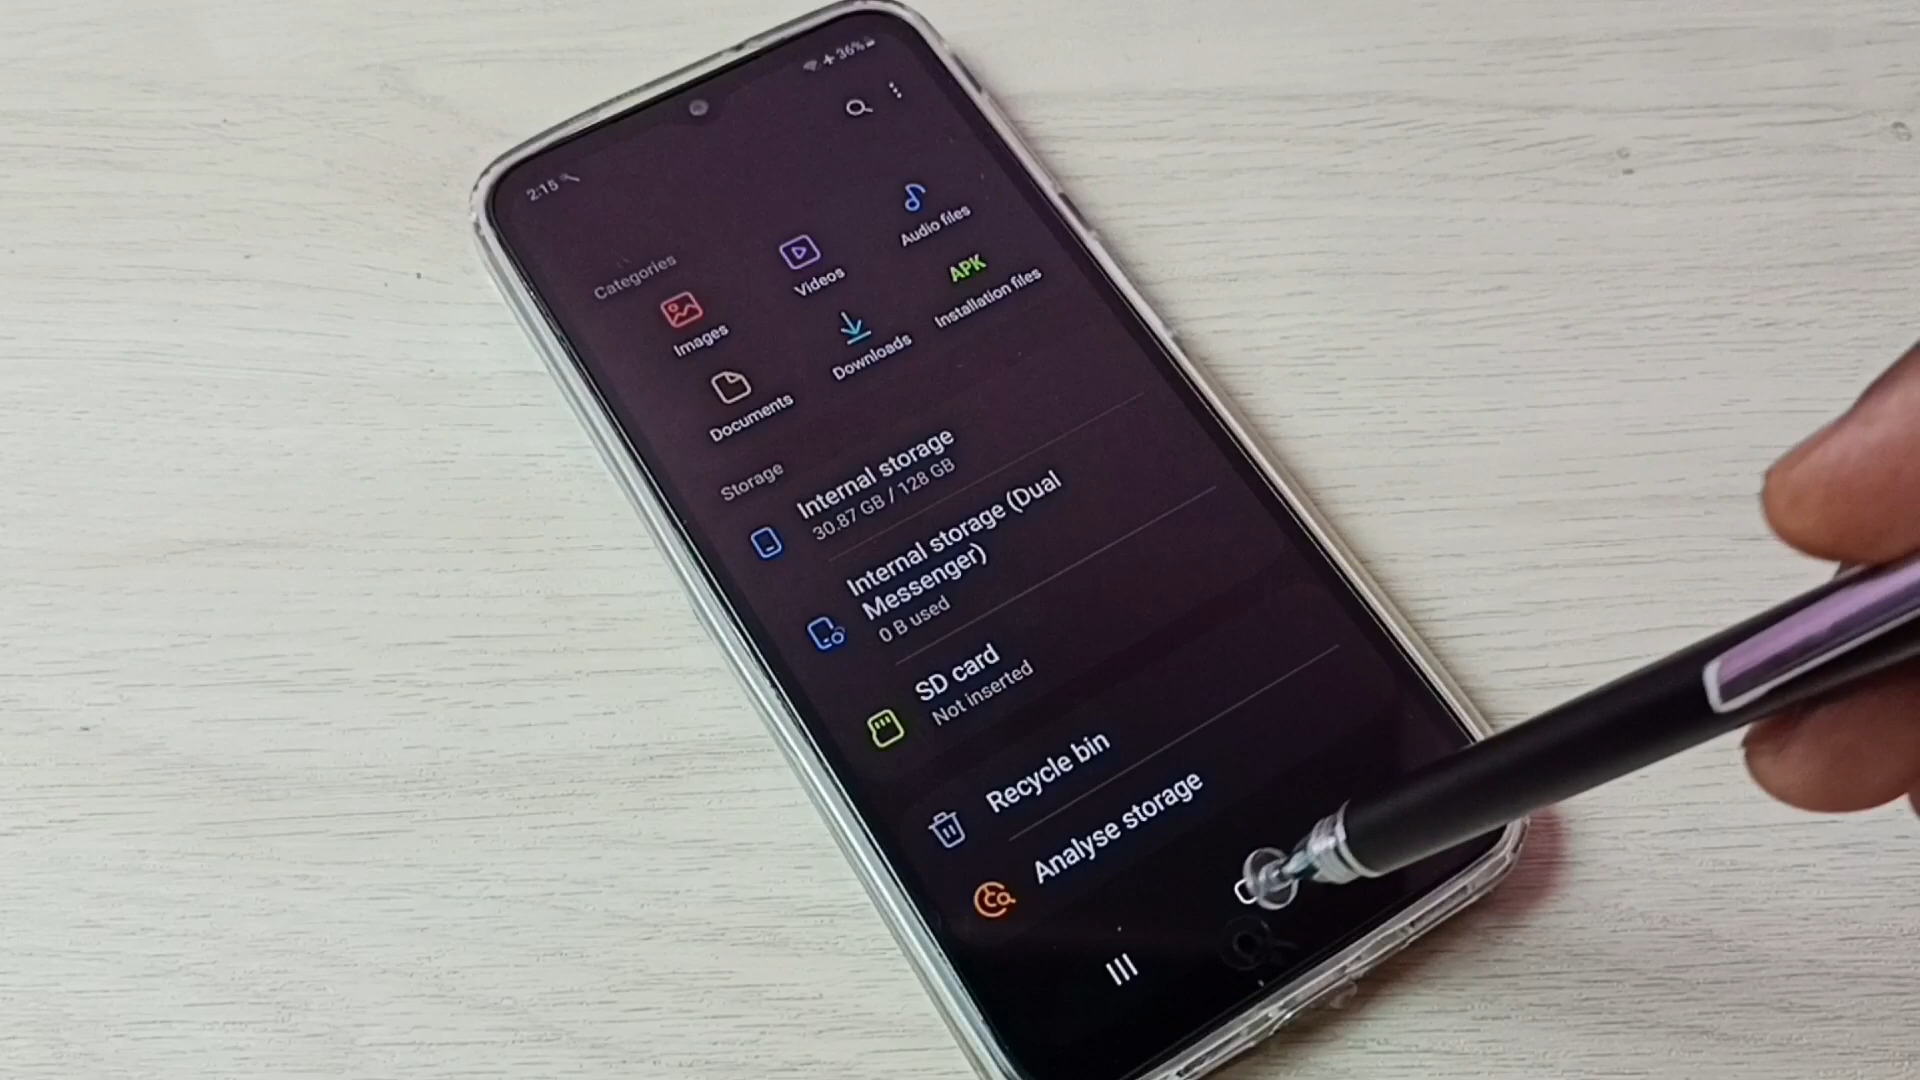 2:15
36%
Categories
Images
Videos
Audio files
Documents
Downloads
APK
Installation files
Storage
Internal storage
30.87 GB / 128 GB
Internal storage (Dual
Messenger)
0 B used
SD card
Not inserted
Recycle bin
Analyse storage